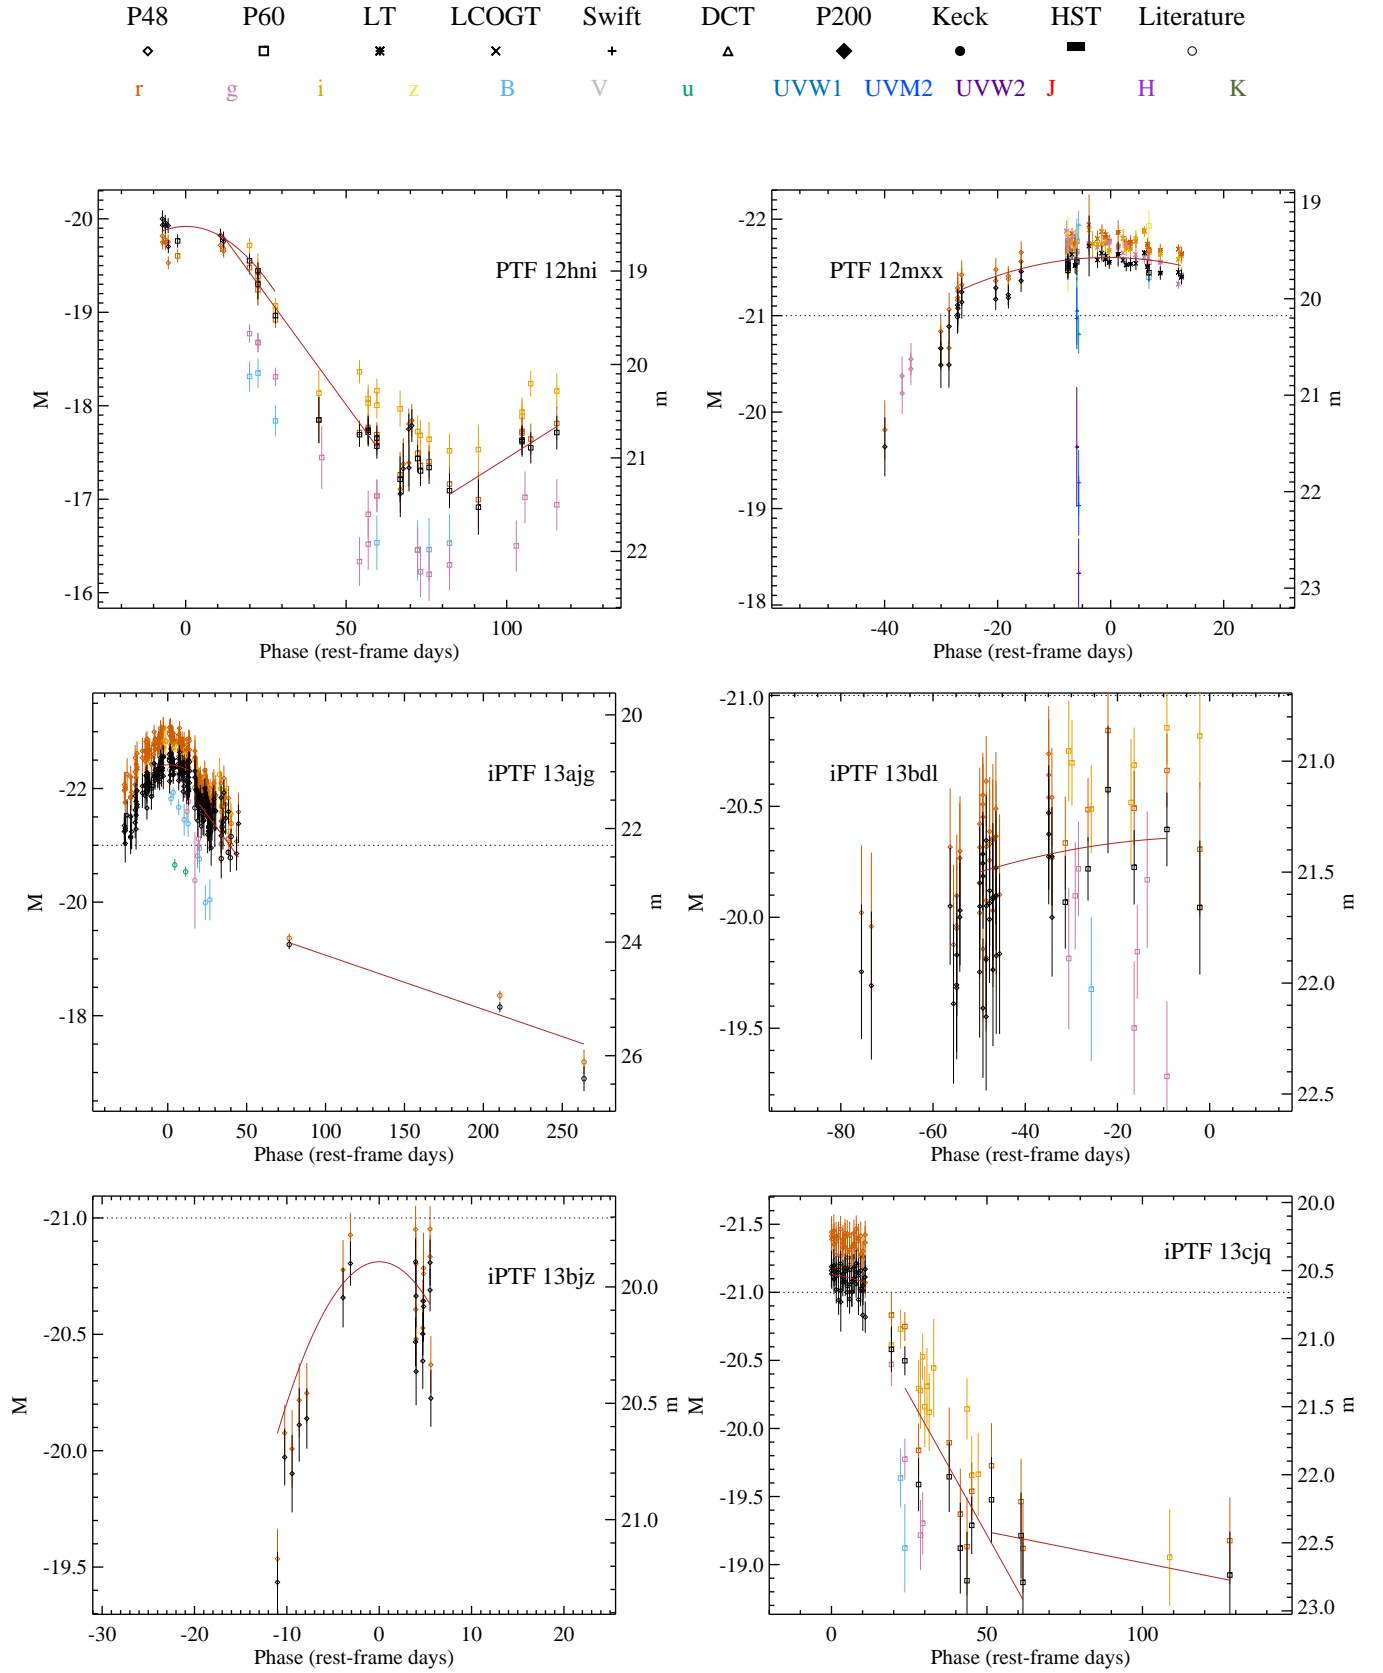 P48 P60 LT LCOGT Swift DCT P200 Keck HST Literature
r g i z B V u UVW1 UVM2 UVW2 J H K
PTF 12hni
-20
-19
-18
-17
-16
M
19
20
21
22
m
0 50 100
Phase (rest-frame days)
PTF 12mxx
-22
-21
-20
-19
-18
M
19
20
21
22
23
m
-40 -20 0 20
Phase (rest-frame days)
iPTF 13ajg
-22
-20
-18
M
20
22
24
26
m
0 50 100 150 200 250
Phase (rest-frame days)
iPTF 13bdl
-21.0
-20.5
-20.0
-19.5
M
21.0
21.5
22.0
22.5
m
-80 -60 -40 -20 0
Phase (rest-frame days)
iPTF 13bjz
-21.0
-20.5
-20.0
-19.5
M
20.0
20.5
21.0
m
-30 -20 -10 0 10 20
Phase (rest-frame days)
iPTF 13cjq
-21.5
-21.0
-20.5
-20.0
-19.5
-19.0
M
20.0
20.5
21.0
21.5
22.0
22.5
23.0
m
0 50 100
Phase (rest-frame days)